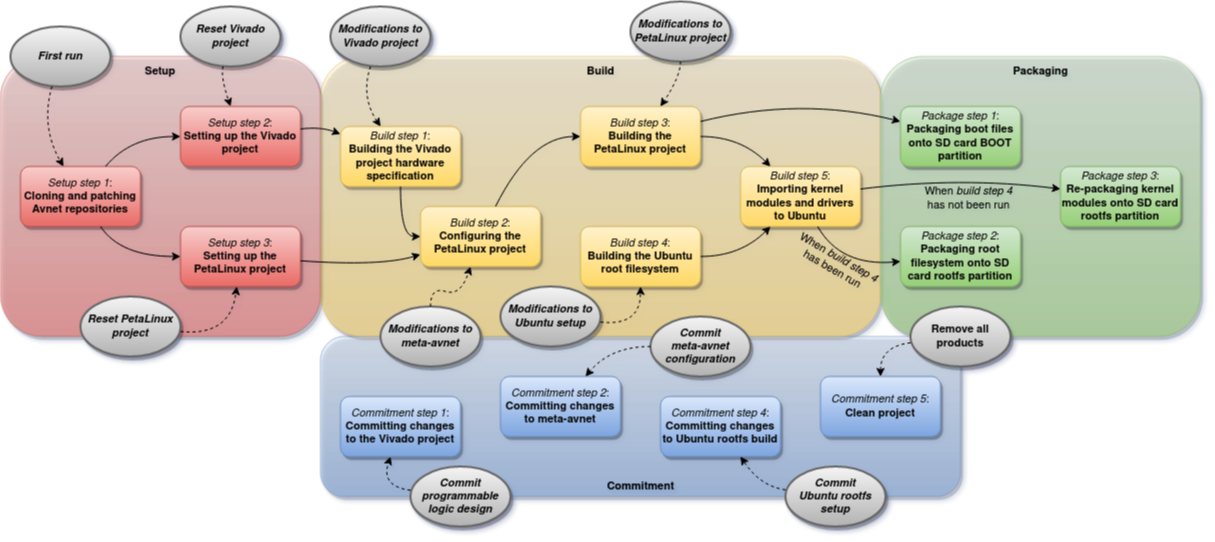 First run
Reset Vivado
project
Modifications to
Vivado project
Modifications to
PetaLinux project
Setup
Build
Packaging
Setup step 1:
Cloning and patching
Avnet repositories
Setup step 2:
Setting up the Vivado
project
Setup step 3:
Setting up the
PetaLinux project
Reset PetaLinux
project
Build step 1:
Building the Vivado
project hardware
specification
Build step 2:
Configuring the
PetaLinux project
Build step 3:
Building the
PetaLinux project
Build step 4:
Building the Ubuntu
root filesystem
Build step 5:
Importing kernel
modules and drivers
to Ubuntu
When build step 4
has been run
When build step 4
has not been run
Package step 1:
Packaging boot files
onto SD card BOOT
partition
Package step 2:
Packaging root
filesystem onto SD
card rootfs partition
Package step 3:
Re-packaging kernel
modules onto SD card
rootfs partition
Modifications to
meta-avnet
Modifications to
Ubuntu setup
Commit
meta-avnet
configuration
Remove all
products
Commitment step 1:
Committing changes
to the Vivado project
Commitment step 2:
Committing changes
to meta-avnet
Commitment step 4:
Committing changes
to Ubuntu rootfs build
Commitment step 5:
Clean project
Commitment
Commit
programmable
logic design
Commit
Ubuntu rootfs
setup